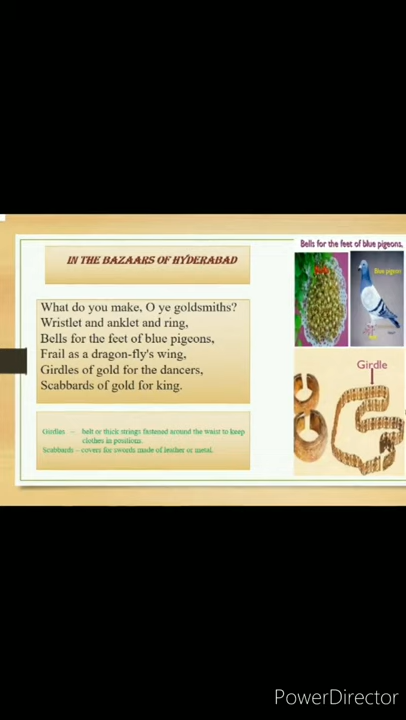 IN THE BAZAARS OF HYDERABAD
What do you make, O ye goldsmiths?
Wristlet and anklet and ring,
Bells for the feet of blue pigeons,
Frail as a dragon-fly's wing,
Girdles of gold for the dancers,
Scabbards of gold for king.
Girdles – belt or thick strings fastened around the waist to keep
clothes in positions.
Scabbards – covers for swords made of leather or metal.
Bells for the feet of blue pigeons,
Blue pigeon
Girdle
PowerDirector